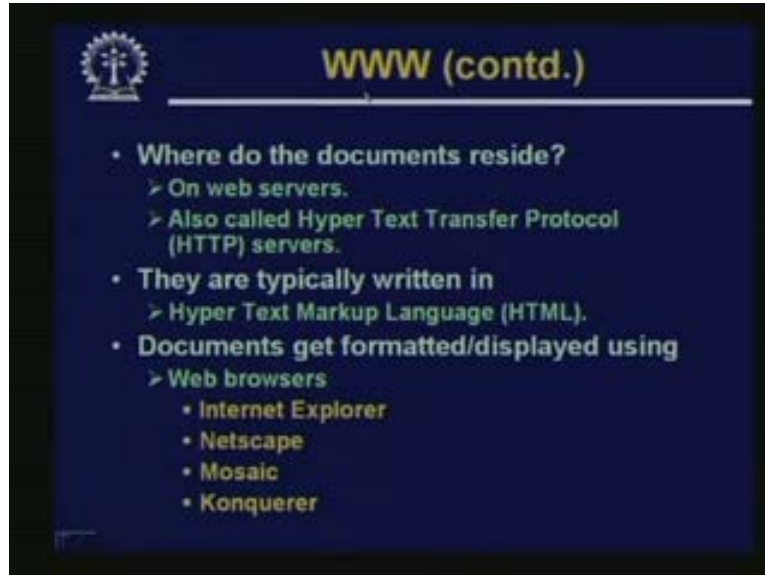 WWW (contd.)
• Where do the documents reside?
➢ On web servers.
➢ Also called Hyper Text Transfer Protocol
(HTTP) servers.
• They are typically written in
➢ Hyper Text Markup Language (HTML).
• Documents get formatted/displayed using
➢ Web browsers
▪ Internet Explorer
▪ Netscape
▪ Mosaic
▪ Konquerer